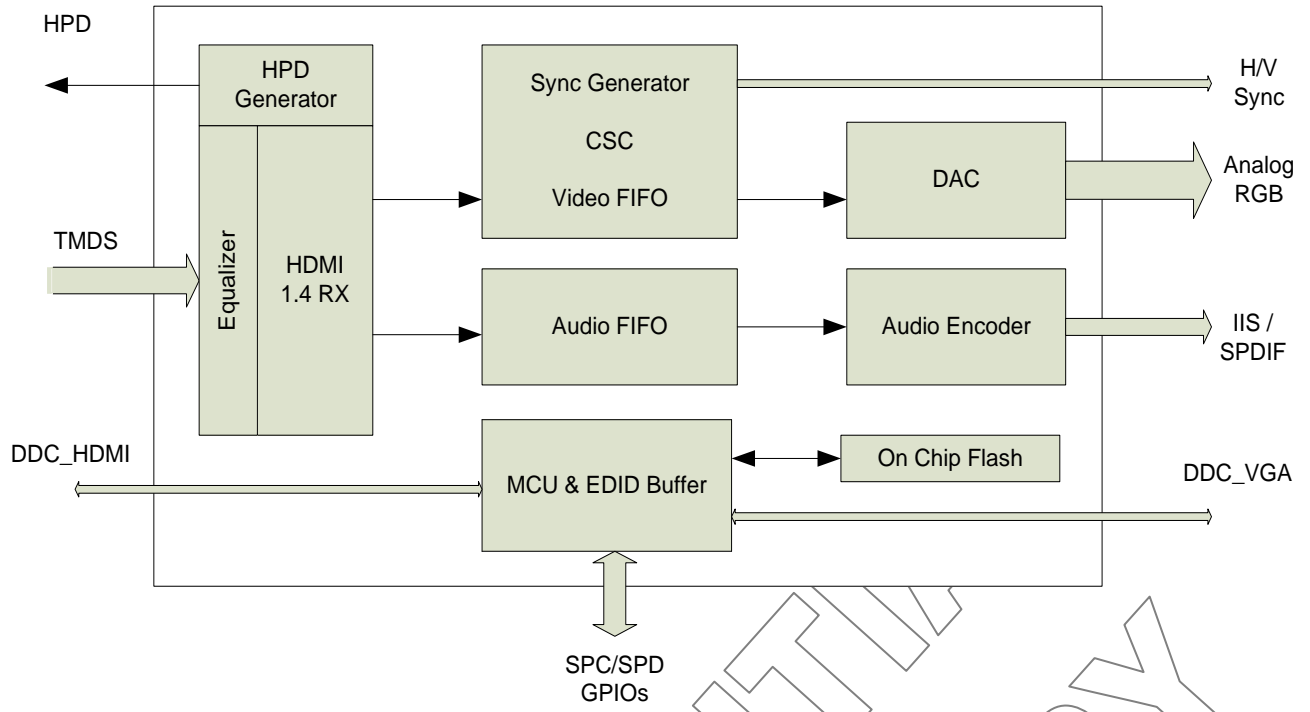 HPD
HPD
Generator
Sync Generator
CSC
Video FIFO
H/V
Sync
DAC
Analog
RGB
TMDS
Equalizer
HDMI
1.4 RX
Audio FIFO
Audio Encoder
IIS /
SPDIF
DDC_HDMI
MCU & EDID Buffer
On Chip Flash
DDC_VGA
SPC/SPD
GPIOs